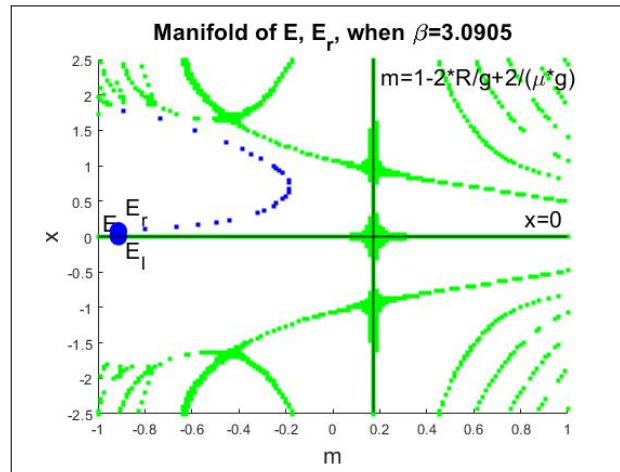 Manifold of E, E_r, when β=3.0905
m=1-2*R/g+2/(μ*g)
x=0
E E_r
E_l
x
2.5
2
1.5
1
0.5
0
-0.5
-1
-1.5
-2
-2.5
-1 -0.8 -0.6 -0.4 -0.2 0 0.2 0.4 0.6 0.8 1
m